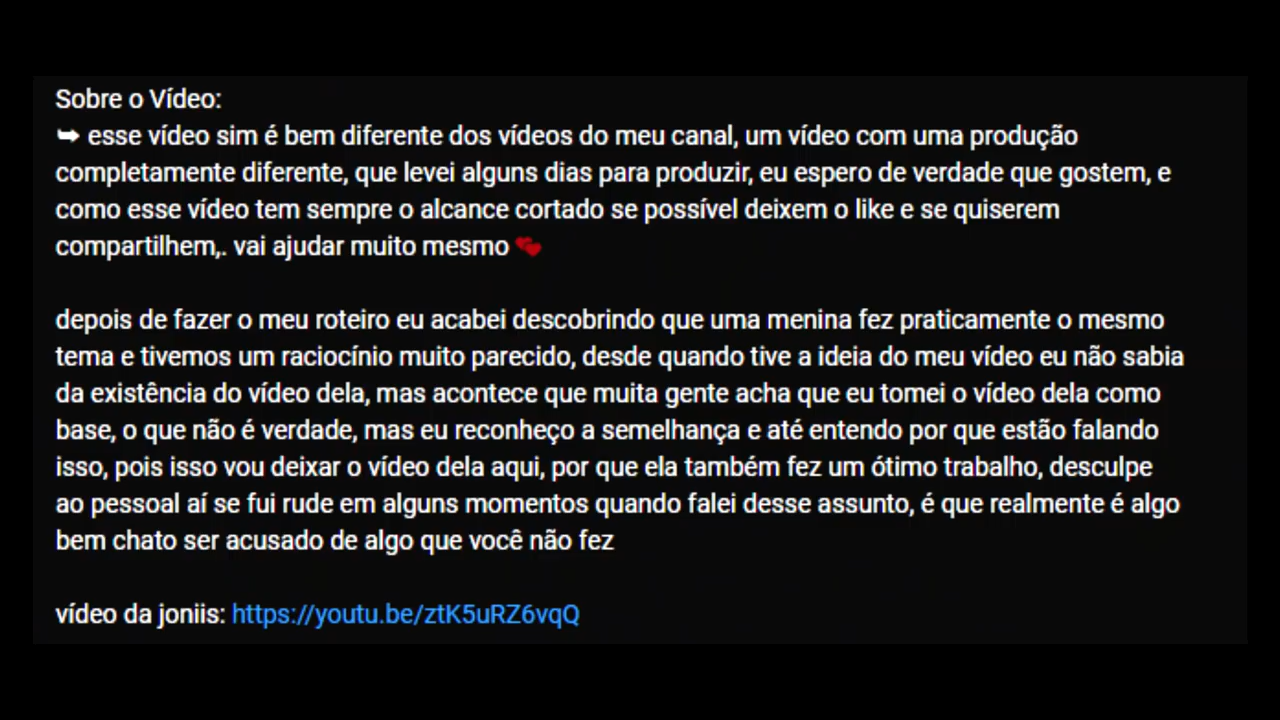 Sobre o Vídeo:
➥ esse vídeo sim é bem diferente dos vídeos do meu canal, um vídeo com uma produção
completamente diferente, que levei alguns dias para produzir, eu espero de verdade que gostem, e
como esse vídeo tem sempre o alcance cortado se possível deixem o like e se quiserem
compartilhem,. vai ajudar muito mesmo 💕
depois de fazer o meu roteiro eu acabei descobrindo que uma menina fez praticamente o mesmo
tema e tivemos um raciocínio muito parecido, desde quando tive a ideia do meu vídeo eu não sabia
da existência do vídeo dela, mas acontece que muita gente acha que eu tomei o vídeo dela como
base, o que não é verdade, mas eu reconheço a semelhança e até entendo por que estão falando
isso, pois isso vou deixar o vídeo dela aqui, por que ela também fez um ótimo trabalho, desculpe
ao pessoal aí se fui rude em alguns momentos quando falei desse assunto, é que realmente é algo
bem chato ser acusado de algo que você não fez
vídeo da joniis: https://youtu.be/ztK5uRZ6vqQ